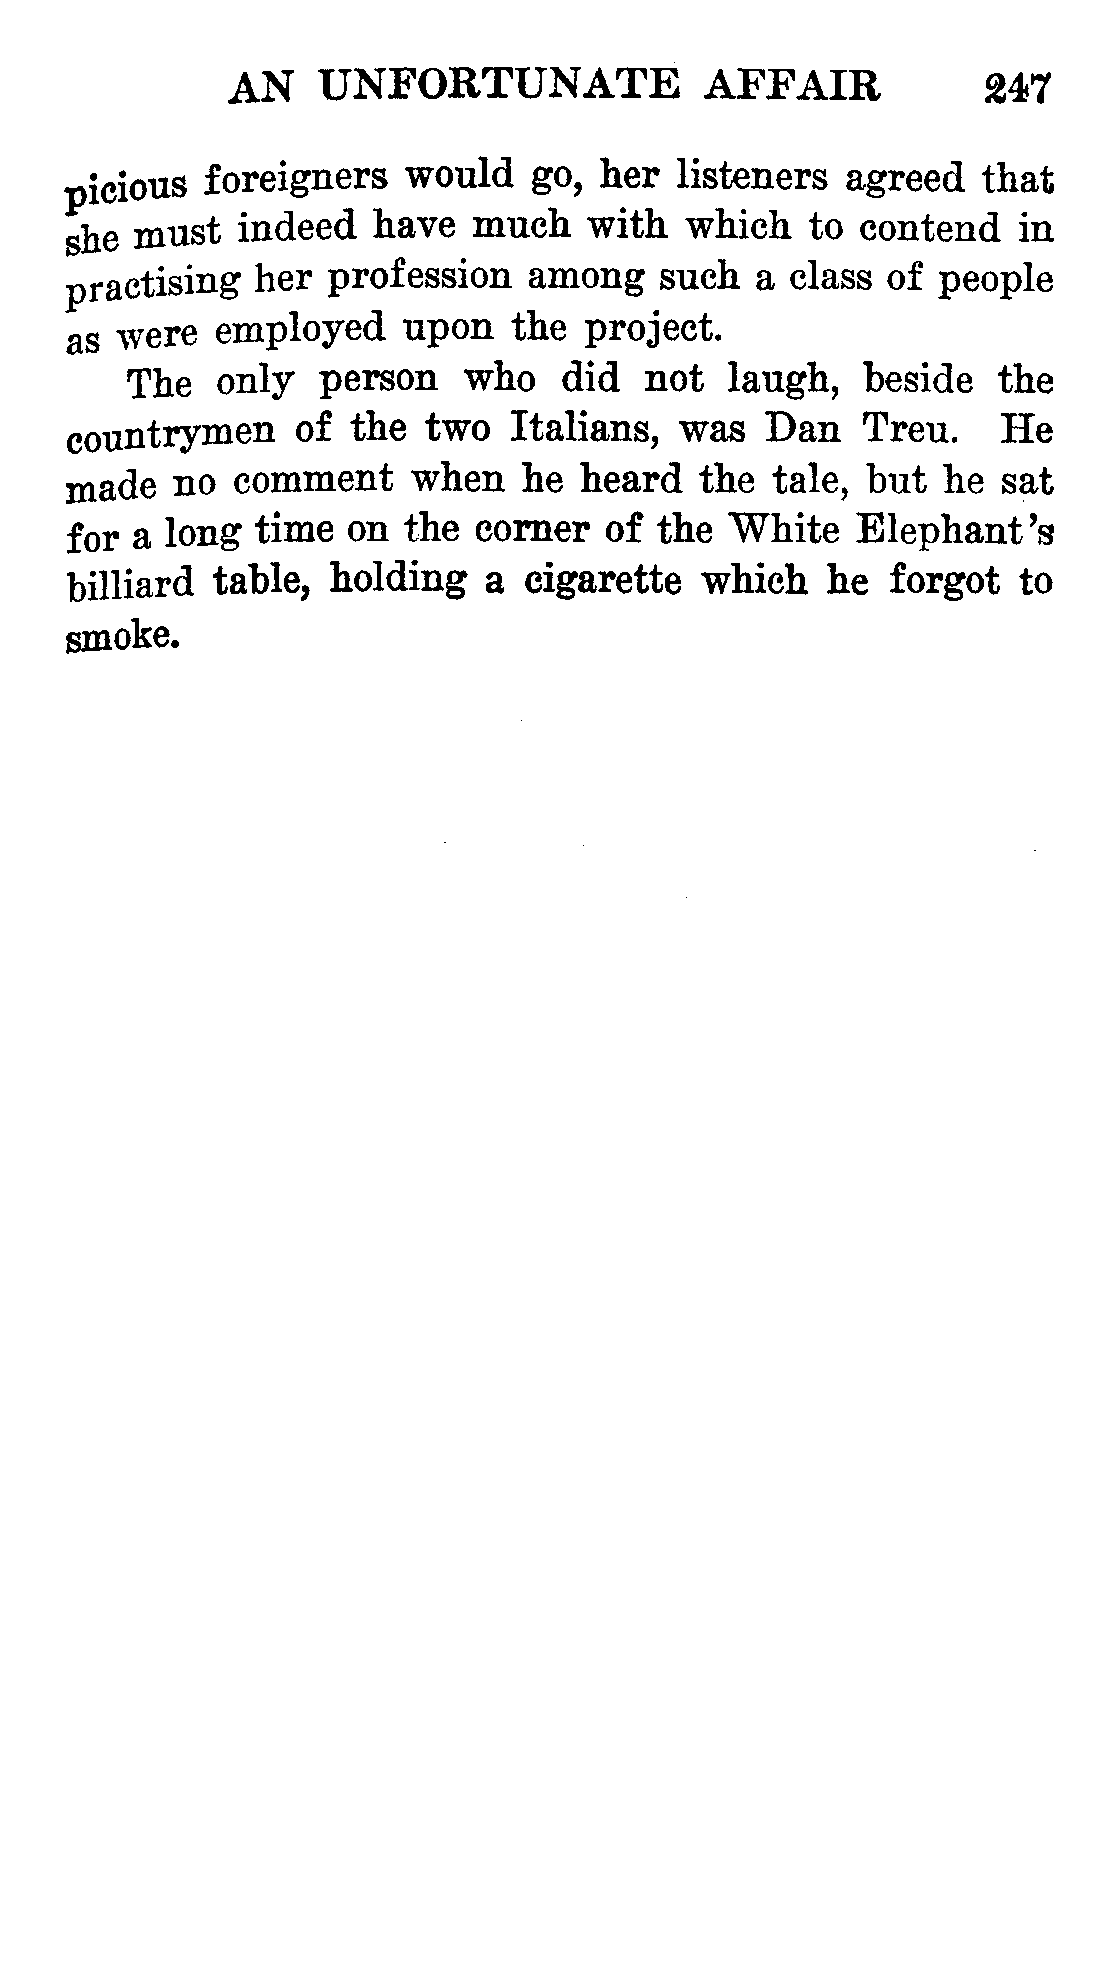 AN UNFORTUNATE AFFAIR 247
picious foreigners would go, her listeners agreed that
she must indeed have much with which to contend in
practising her profession among such a class of people
as were employed upon the project.
The only person who did not laugh, beside the
countrymen of the two Italians, was Dan Treu. He
made no comment when he heard the tale, but he sat
for a long time on the corner of the White Elephant's
billiard table, holding a cigarette which he forgot to
smoke.